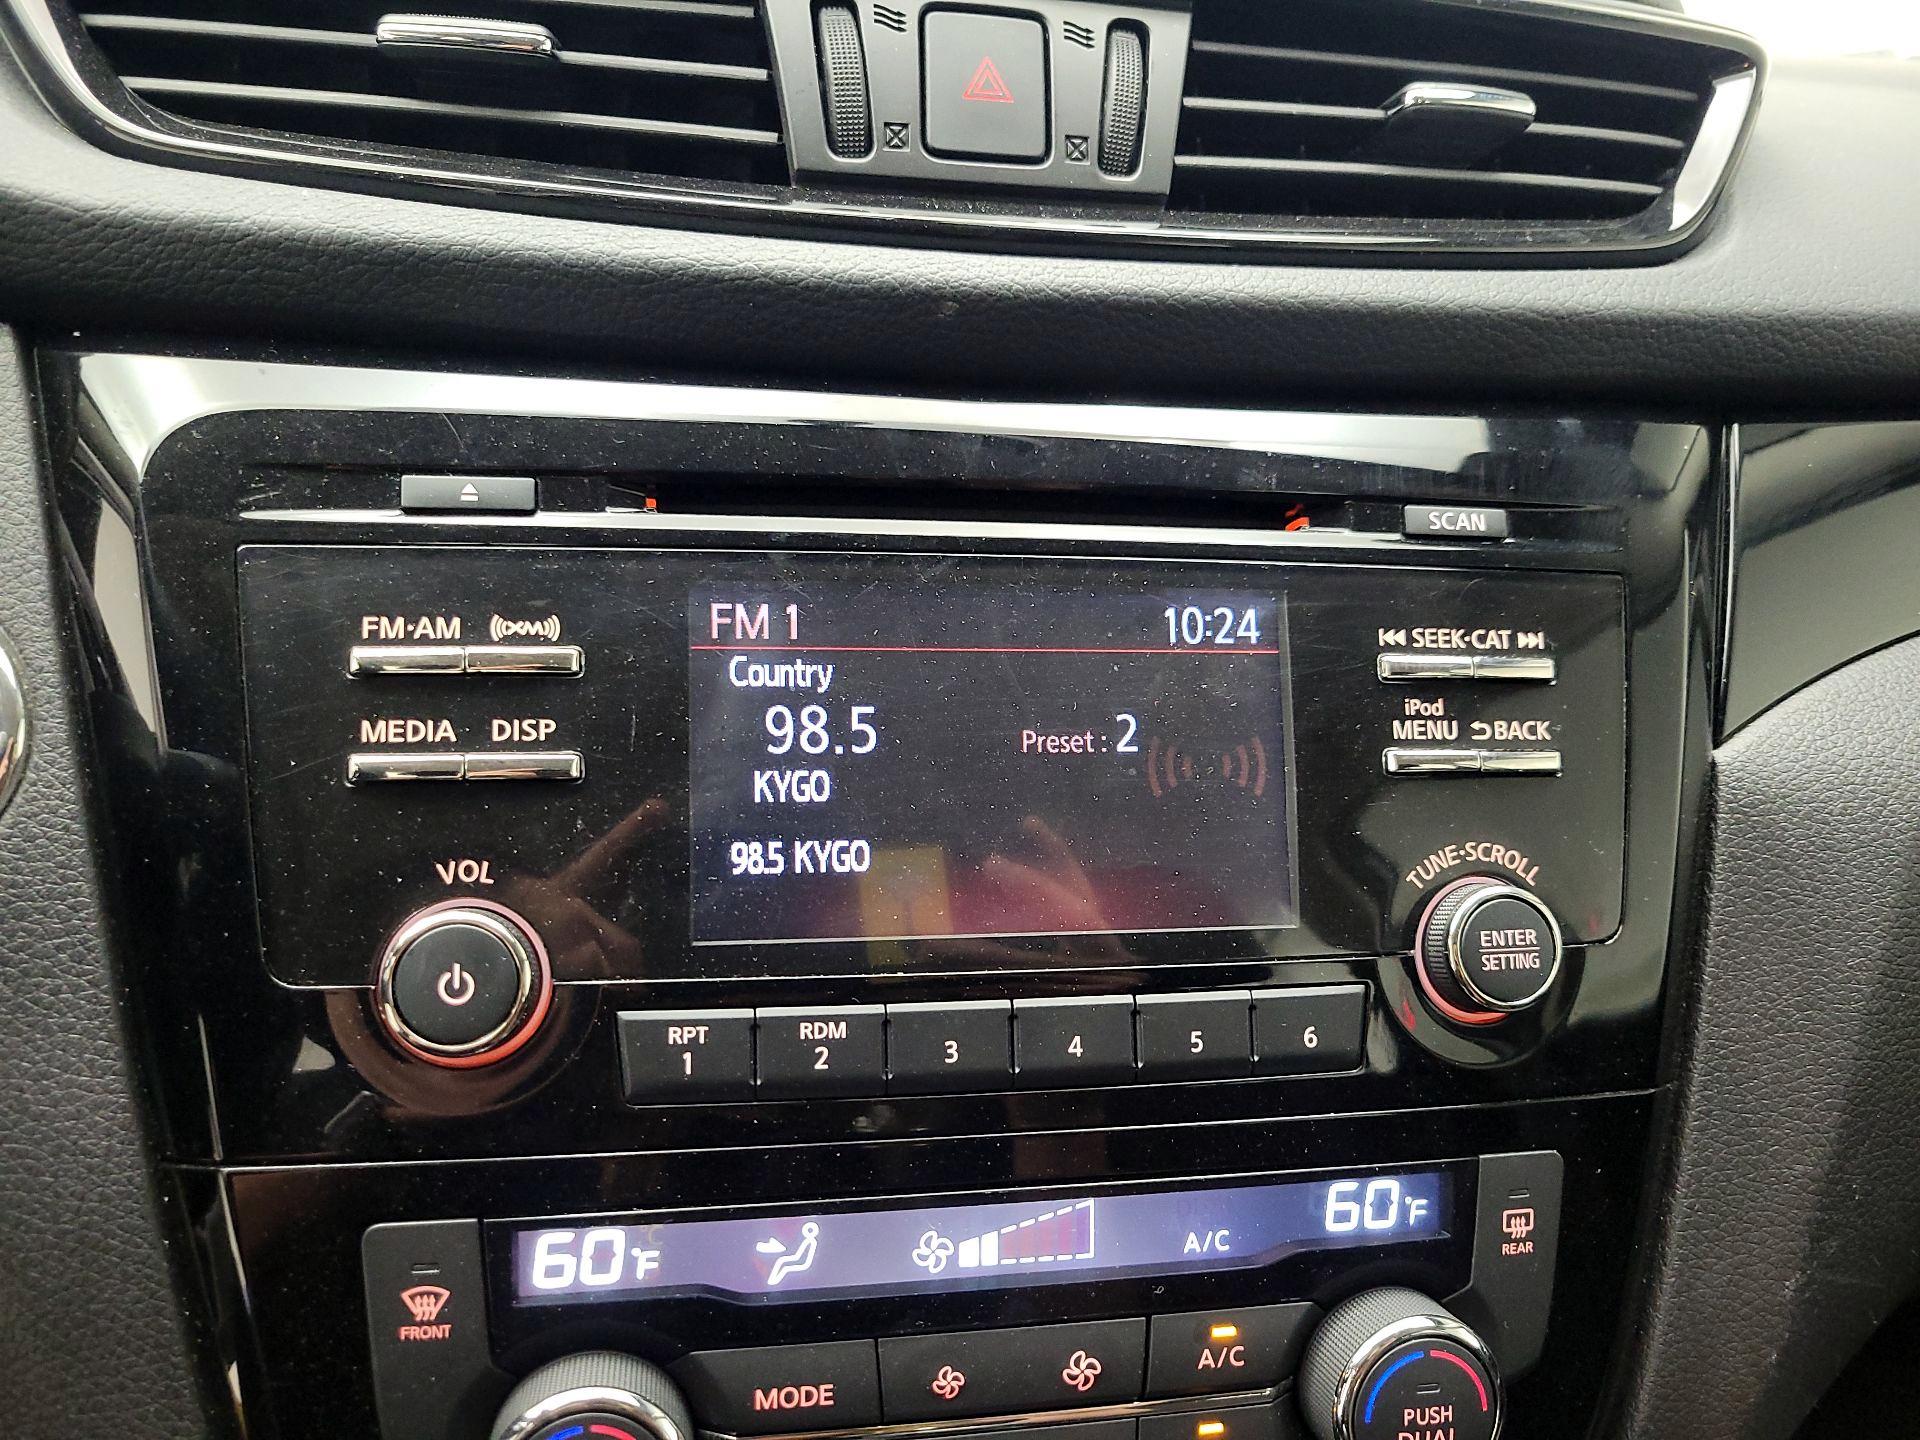 SCAN
FM·AM XM
FM 1 10:24
SEEK·CAT
Country
98.5
Preset : 2
KYGO
98.5 KYGO
MEDIA DISP
iPod
MENU BACK
VOL
TUNE·SCROLL
ENTER
SETTING
RPT
1
RDM
2
3
4
5
6
60°F
A/C
60°F
FRONT
REAR
MODE
A/C
PUSH
DUAL